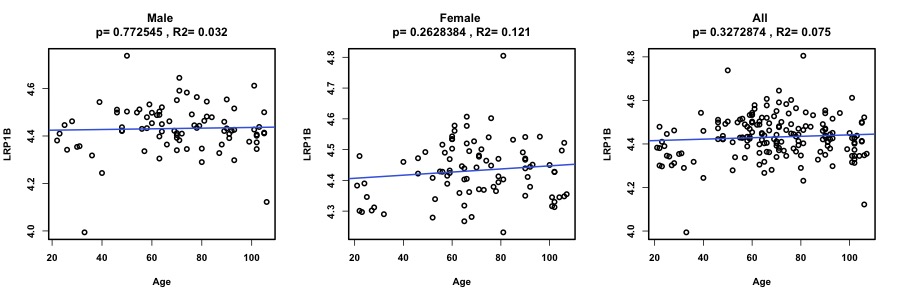 Male
p= 0.772545 , R2= 0.032
LRP1B
4.0 4.2 4.4 4.6
20 40 60 80 100
Age
Female
p= 0.2628384 , R2= 0.121
LRP1B
4.3 4.4 4.5 4.6 4.7 4.8
20 40 60 80 100
Age
All
p= 0.3272874 , R2= 0.075
LRP1B
4.0 4.2 4.4 4.6 4.8
20 40 60 80 100
Age